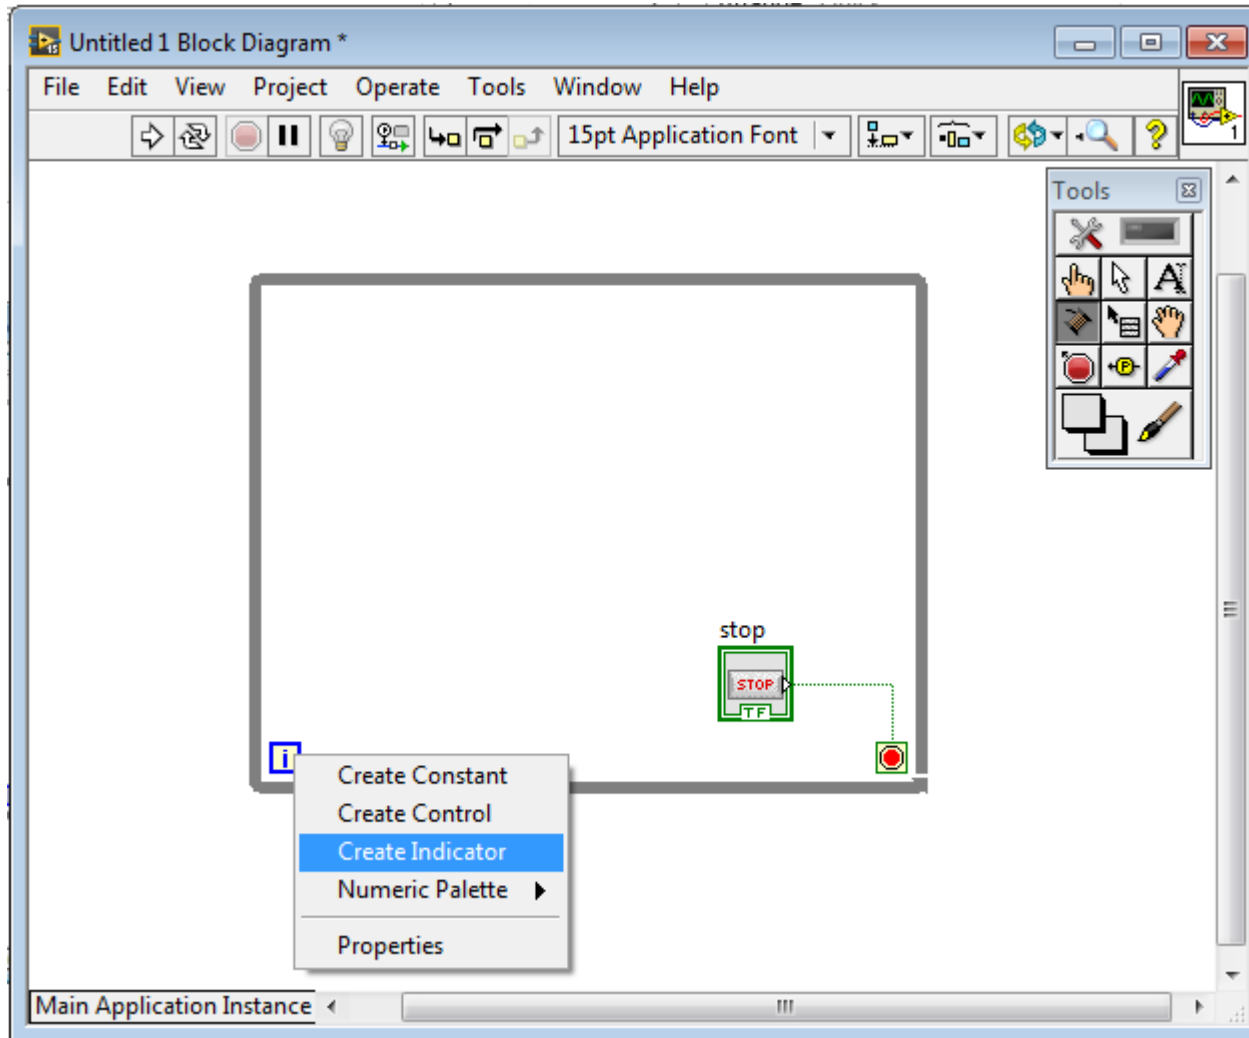 Untitled 1 Block Diagram *
File Edit View Project Operate Tools Window Help
15pt Application Font
?
1
Tools
A
P
stop
STOP
TF
i
Create Constant
Create Control
Create Indicator
Numeric Palette
Properties
Main Application Instance